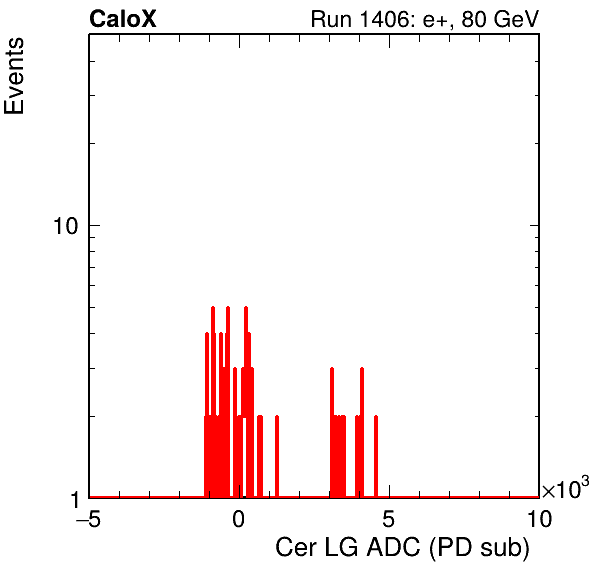 CaloX Run 1406: e+, 80 GeV
Events
10
1
−5 0 5 10
×10³
Cer LG ADC (PD sub)